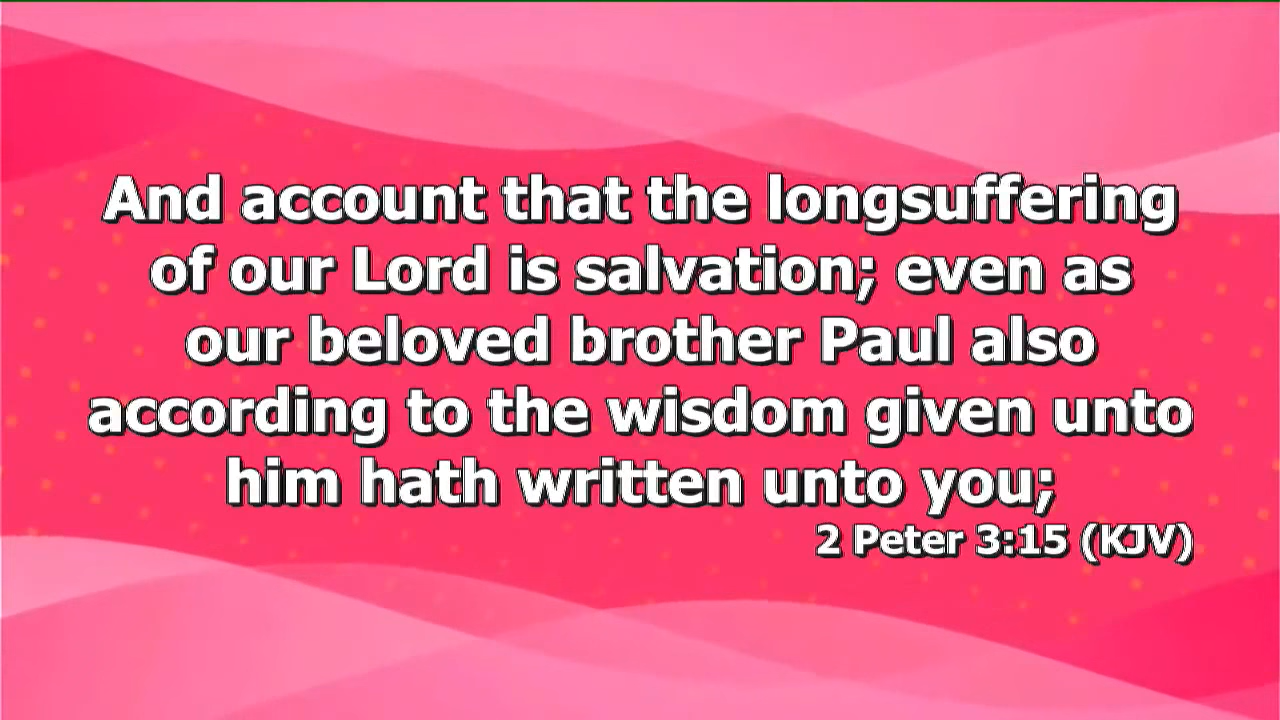 And account that the longsuffering
of our Lord is salvation; even as
our beloved brother Paul also
according to the wisdom given unto
him hath written unto you;
2 Peter 3:15 (KJV)